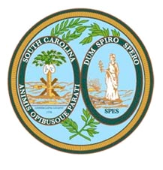 SOUTH CAROLINA
ANIMIS OPIBUSQUE PARATI
DUM SPIRO SPERO
SPES